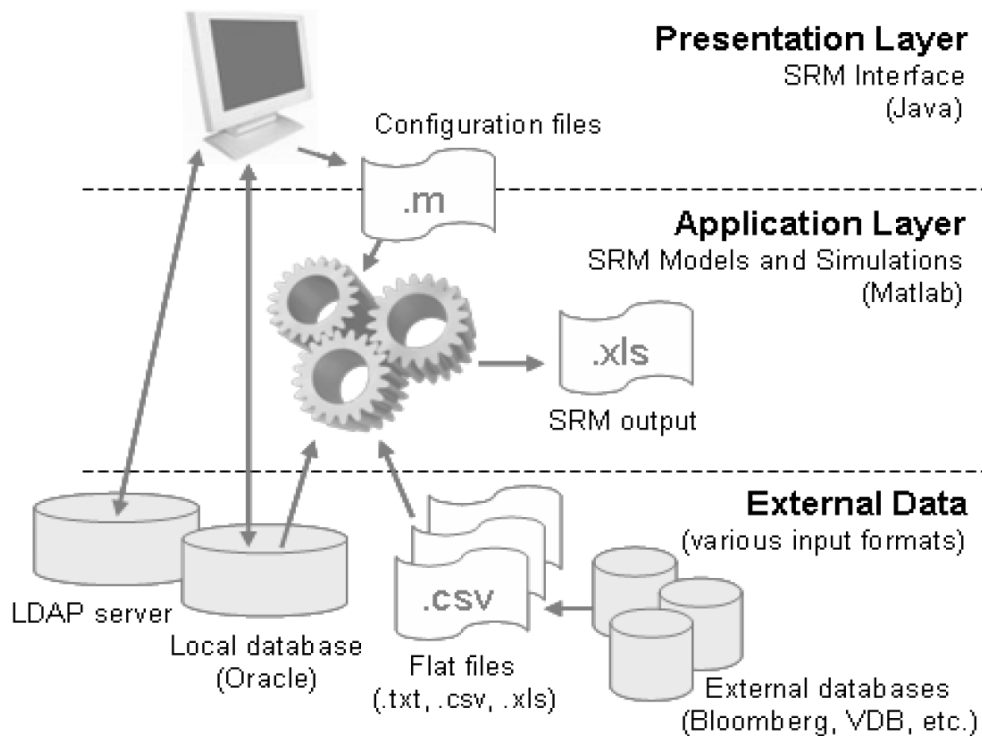 Presentation Layer
SRM Interface
(Java)
Configuration files
.m
Application Layer
SRM Models and Simulations
(Matlab)
.xls
SRM output
External Data
(various input formats)
.csv
LDAP server
Local database
(Oracle)
Flat files
(.txt, .csv, .xls)
External databases
(Bloomberg, VDB, etc.)